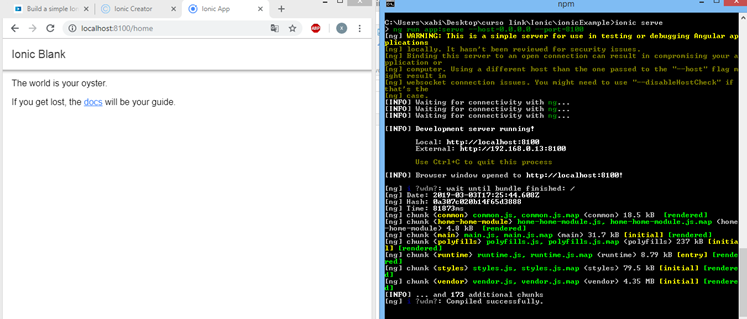 Build a simple Ion
Ionic Creator
Ionic App
localhost:8100/home
ABP
X
Ionic Blank
The world is your oyster.
If you get lost, the docs will be your guide.
npm
C:\Users\xabi\Desktop\curso link\Ionic\ionicExample>ionic serve
> ng run app:serve --host=0.0.0.0 --port=8100
[ng] WARNING: This is a simple server for use in testing or debugging Angular ap
plications
[ng] locally. It hasn't been reviewed for security issues.
[ng] Binding this server to an open connection can result in compromising your a
pplication or
[ng] computer. Using a different host than the one passed to the "--host" flag m
ight result in
[ng] websocket connection issues. You might need to use "--disableHostCheck" if
that's the
[ng] case.
[INFO] Waiting for connectivity with ng...
[INFO] Waiting for connectivity with ng...
[INFO] Waiting for connectivity with ng...
[INFO] Development server running!
Local: http://localhost:8100
External: http://192.168.0.13:8100
Use Ctrl+C to quit this process
[INFO] Browser window opened to http://localhost:8100!
[ng] i ?wdm?: wait until bundle finished: /
[ng] Date: 2019-03-03T17:25:44.608Z
[ng] Hash: 0a307c020b14f65d3888
[ng] Time: 81873ms
[ng] chunk {common} common.js, common.js.map (common) 18.5 kB [rendered]
[ng] chunk {home-home-module} home-home-module.js, home-home-module.js.map (home
-home-module) 4.8 kB [rendered]
[ng] chunk {main} main.js, main.js.map (main) 31.7 kB [initial] [rendered]
[ng] chunk {polyfills} polyfills.js, polyfills.js.map (polyfills) 237 kB [initia
l] [rendered]
[ng] chunk {runtime} runtime.js, runtime.js.map (runtime) 8.79 kB [entry] [rende
red]
[ng] chunk {styles} styles.js, styles.js.map (styles) 79.5 kB [initial] [rendere
d]
[ng] chunk {vendor} vendor.js, vendor.js.map (vendor) 4.35 MB [initial] [rendere
d]
[INFO] ... and 173 additional chunks
[ng] i ?wdm?: Compiled successfully.